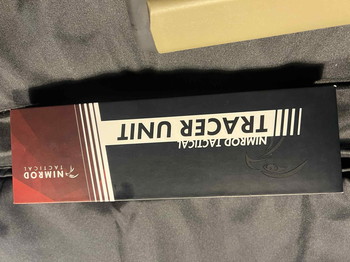 NIMROD TACTICAL
TRACER UNIT
NIMROD
TACTICAL